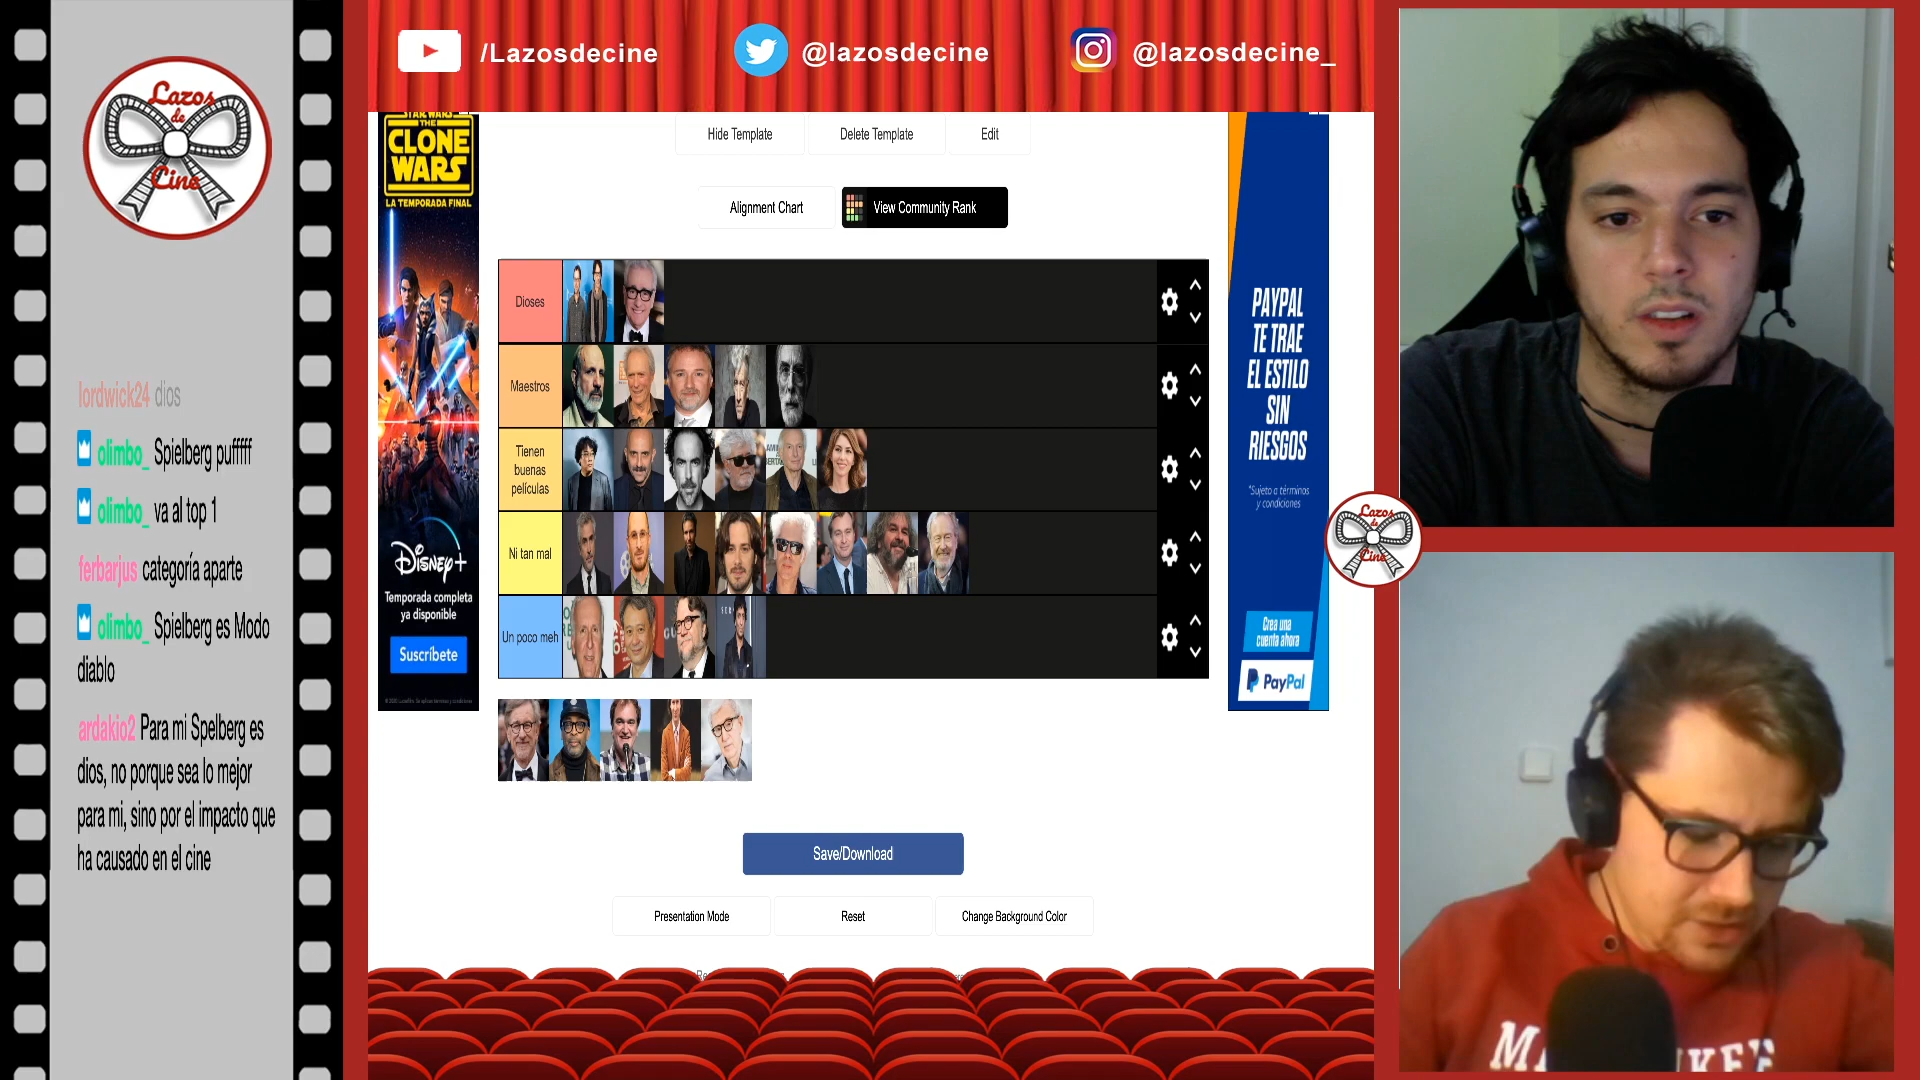 Lazos
de
Cine
lordwick24 dios
olimbo_ Spielberg puffffff
olimbo_ va al top 1
ferbarjus categoría aparte
olimbo_ Spielberg es Modo
diablo
ardakio2 Para mi Spelberg es
dios, no porque sea lo mejor
para mi, sino por el impacto que
ha causado en el cine
/Lazosdecine
@lazosdecine
@lazosdecine_
STAR WARS
THE
CLONE
WARS
LA TEMPORADA FINAL
DISNEY+
Temporada completa
ya disponible
Suscríbete
Hide Template
Delete Template
Edit
Alignment Chart
View Community Rank
Dioses
Maestros
Tienen
buenas
películas
Ni tan mal
Un poco meh
Save/Download
Presentation Mode
Reset
Change Background Color
PAYPAL
TE TRAE
EL ESTILO
SIN
RIESGOS
*Sujeto a términos
y condiciones
Crea una
cuenta ahora
PayPal
Lazos
de
Cine